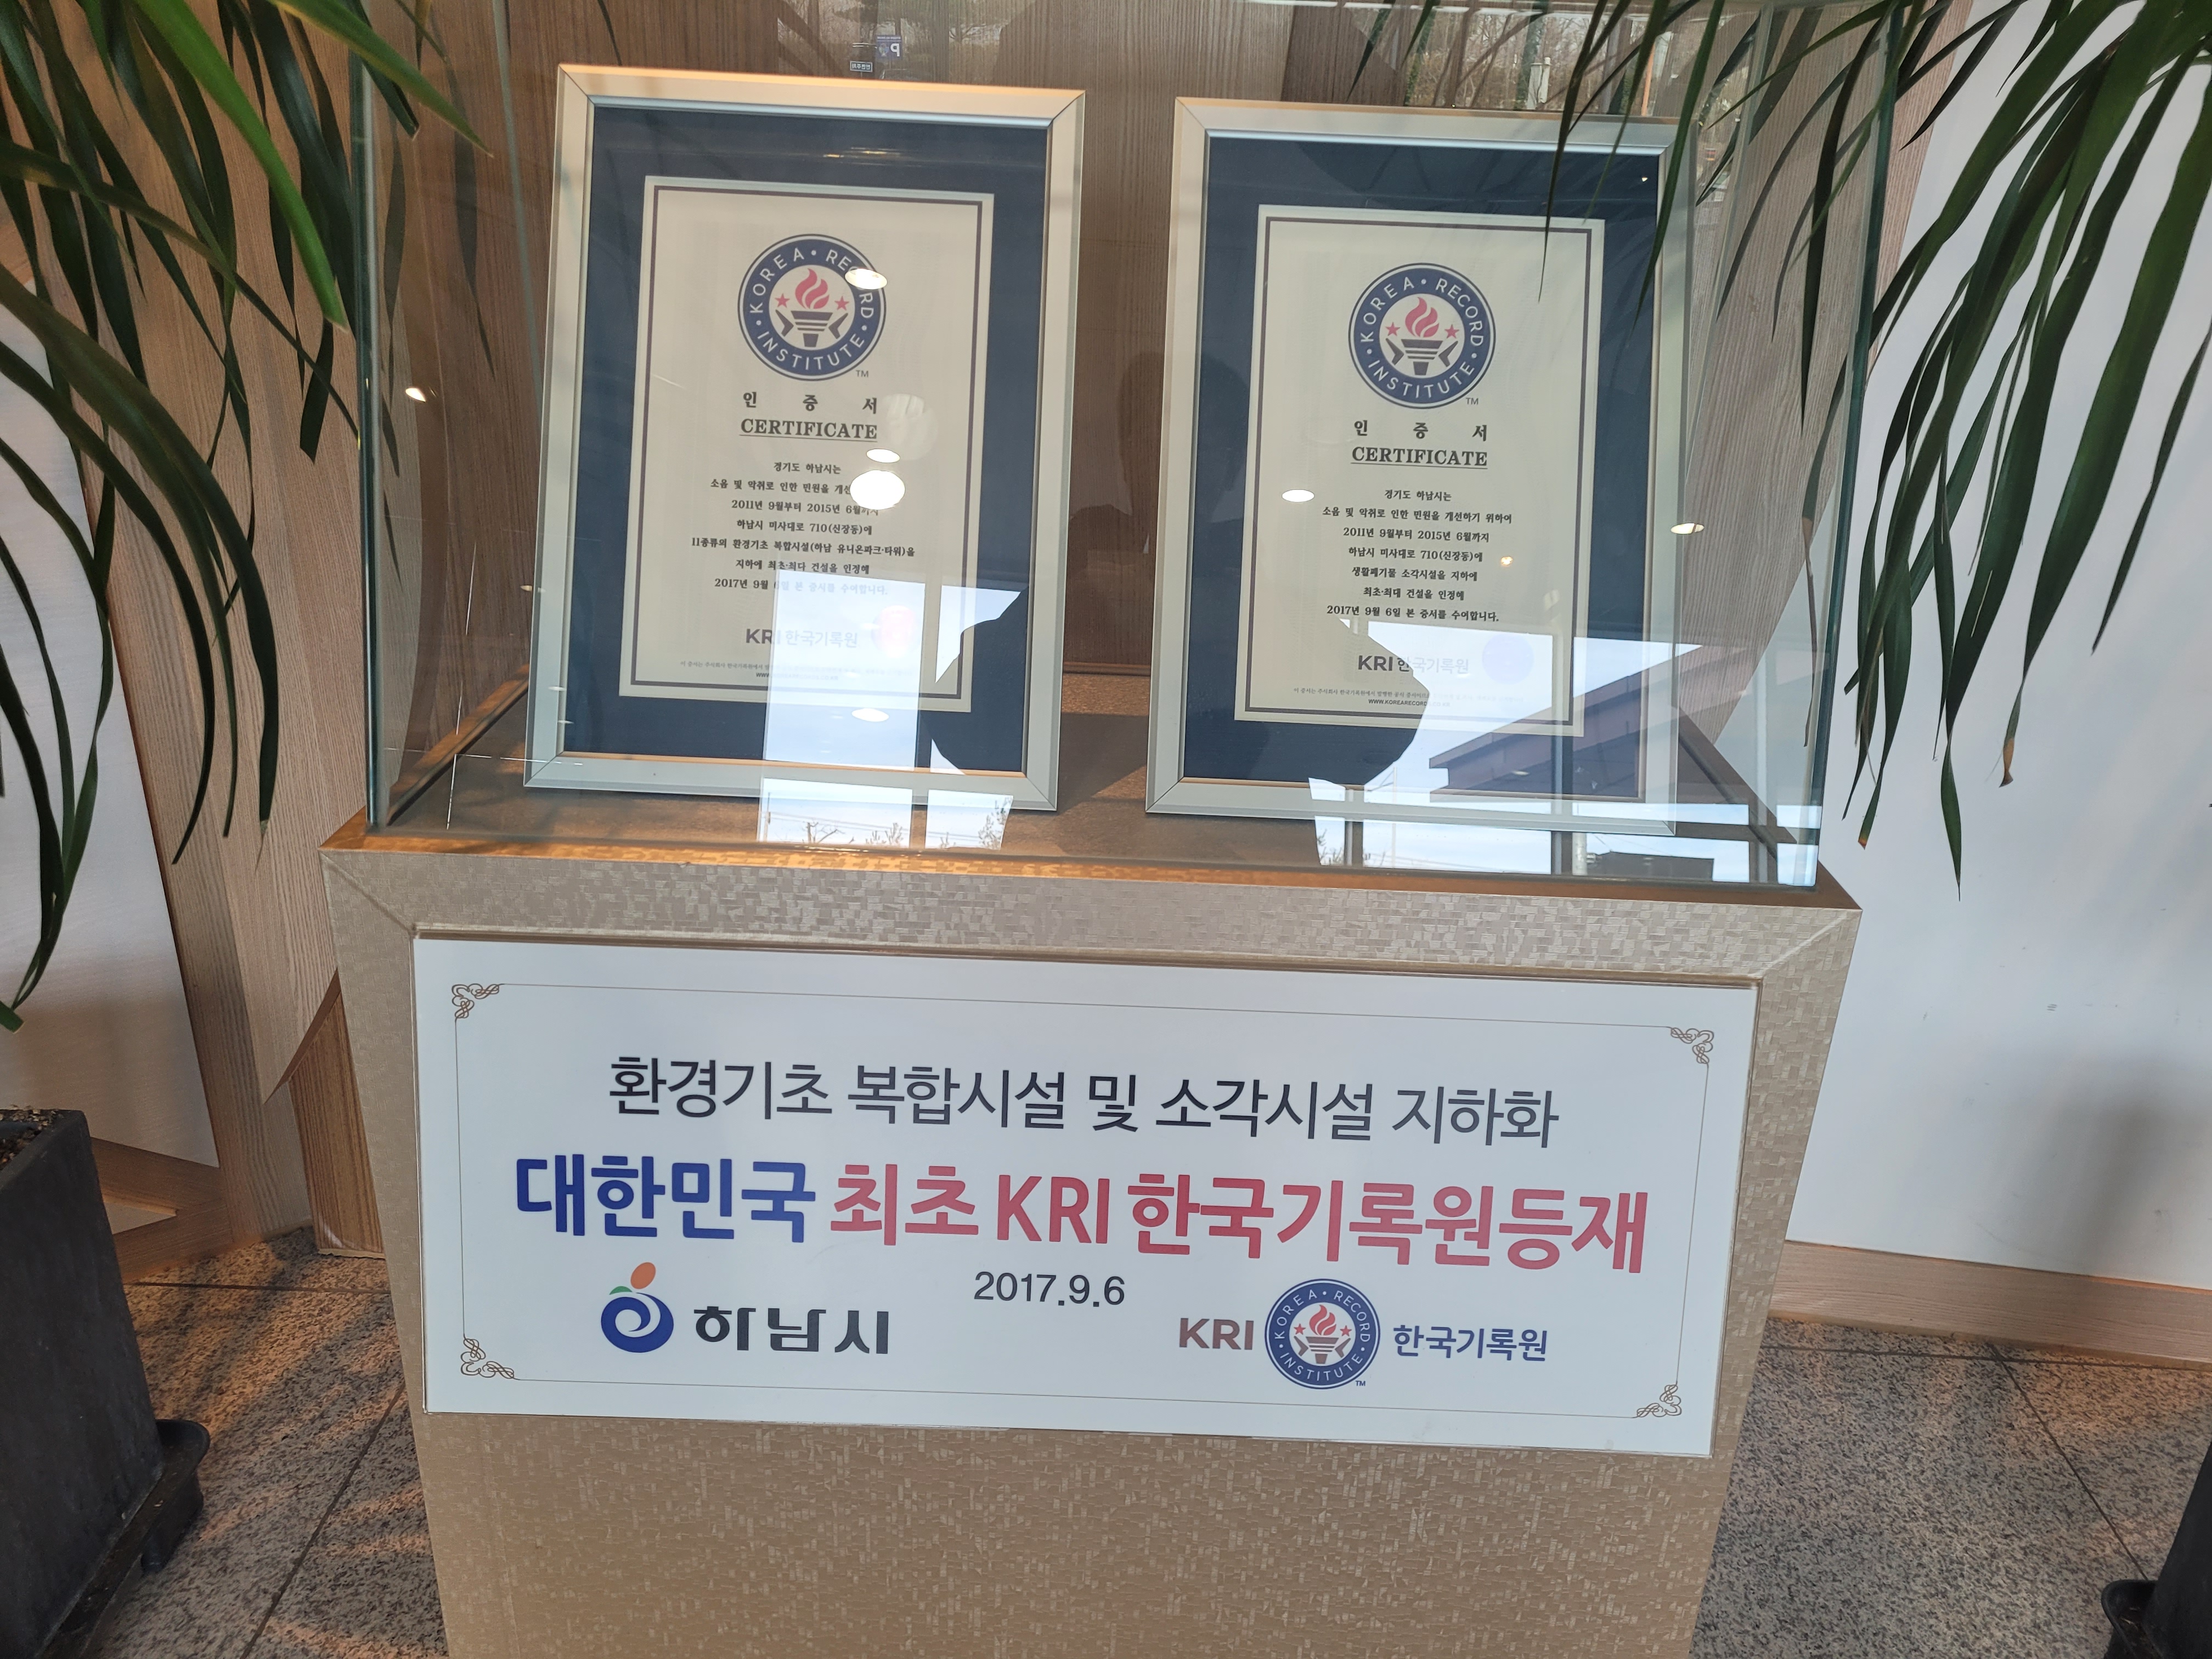 KOREA · RECORD · INSTITUTE
TM
인 증 서
CERTIFICATE
경기도 하남시는
소음 및 악취로 인한 민원을
2011년 9월부터 2015년 6월까지
하남시 미사대로 710(신장동)에
11종류의 환경기초 복합시설(하남 유니온파크·타워)을
지하에 최초·최다 건설을 인정해
2017년 9월 6일 본 증서를 수여합니다.
KRI 한국기록원
KOREA · RECORD · INSTITUTE
TM
인 증 서
CERTIFICATE
경기도 하남시는
소음 및 악취로 인한 민원을 개선하기 위하여
2011년 9월부터 2015년 6월까지
하남시 미사대로 710(신장동)에
생활폐기물 소각시설을 지하에
최초·최대 건설을 인정해
2017년 9월 6일 본 증서를 수여합니다.
KRI 한국기록원
환경기초 복합시설 및 소각시설 지하화
대한민국 최초 KRI 한국기록원등재
2017.9.6
하남시
KRI
KOREA · RECORD · INSTITUTE
TM
한국기록원